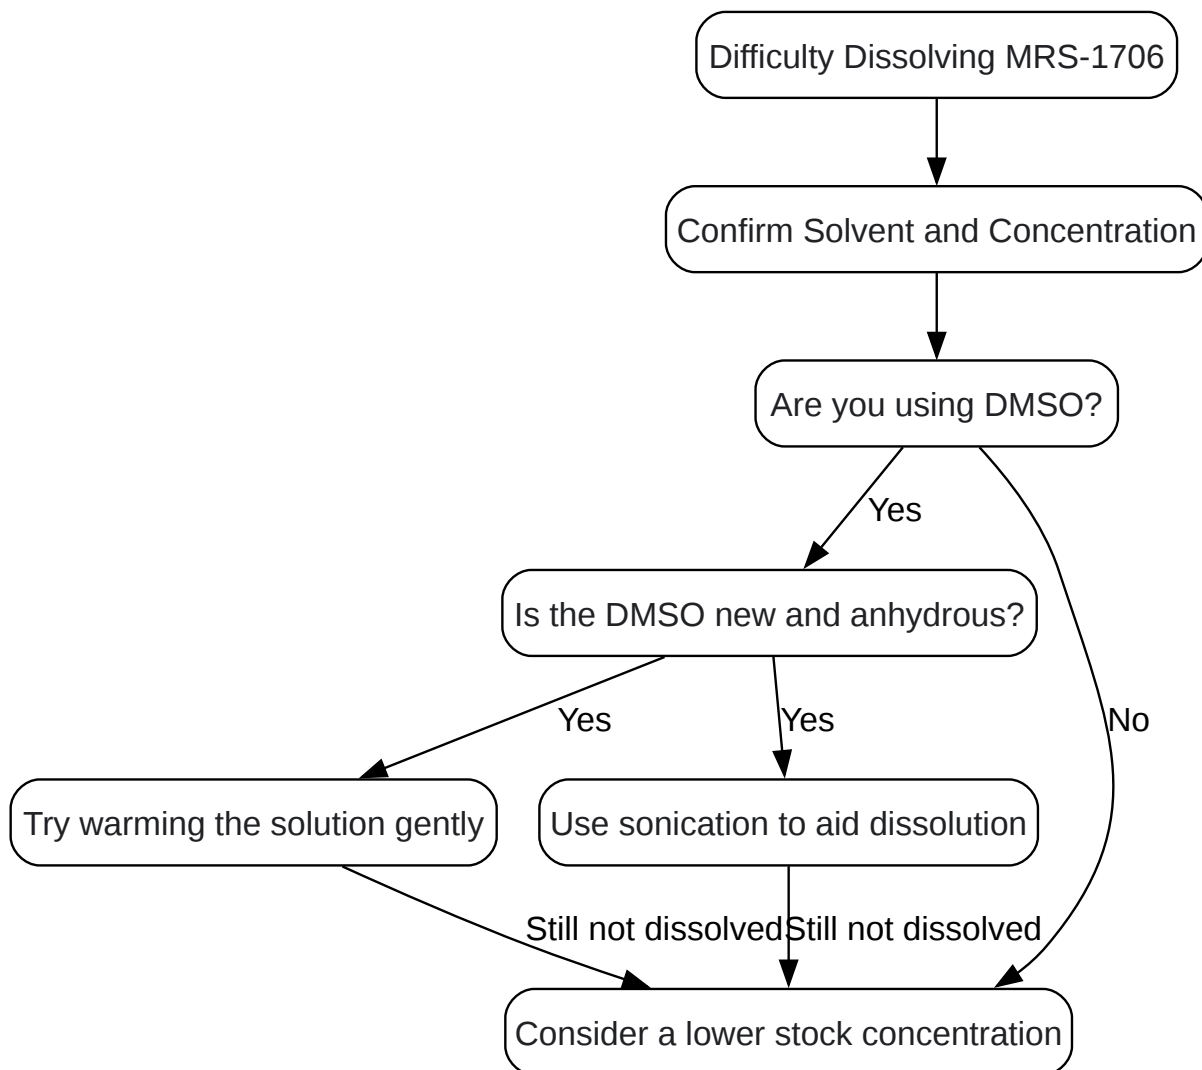 Difficulty Dissolving MRS-1706
Confirm Solvent and Concentration
Are you using DMSO?
Yes
Is the DMSO new and anhydrous?
Yes
Yes
No
Try warming the solution gently
Use sonication to aid dissolution
Still not dissolved
Still not dissolved
Consider a lower stock concentration